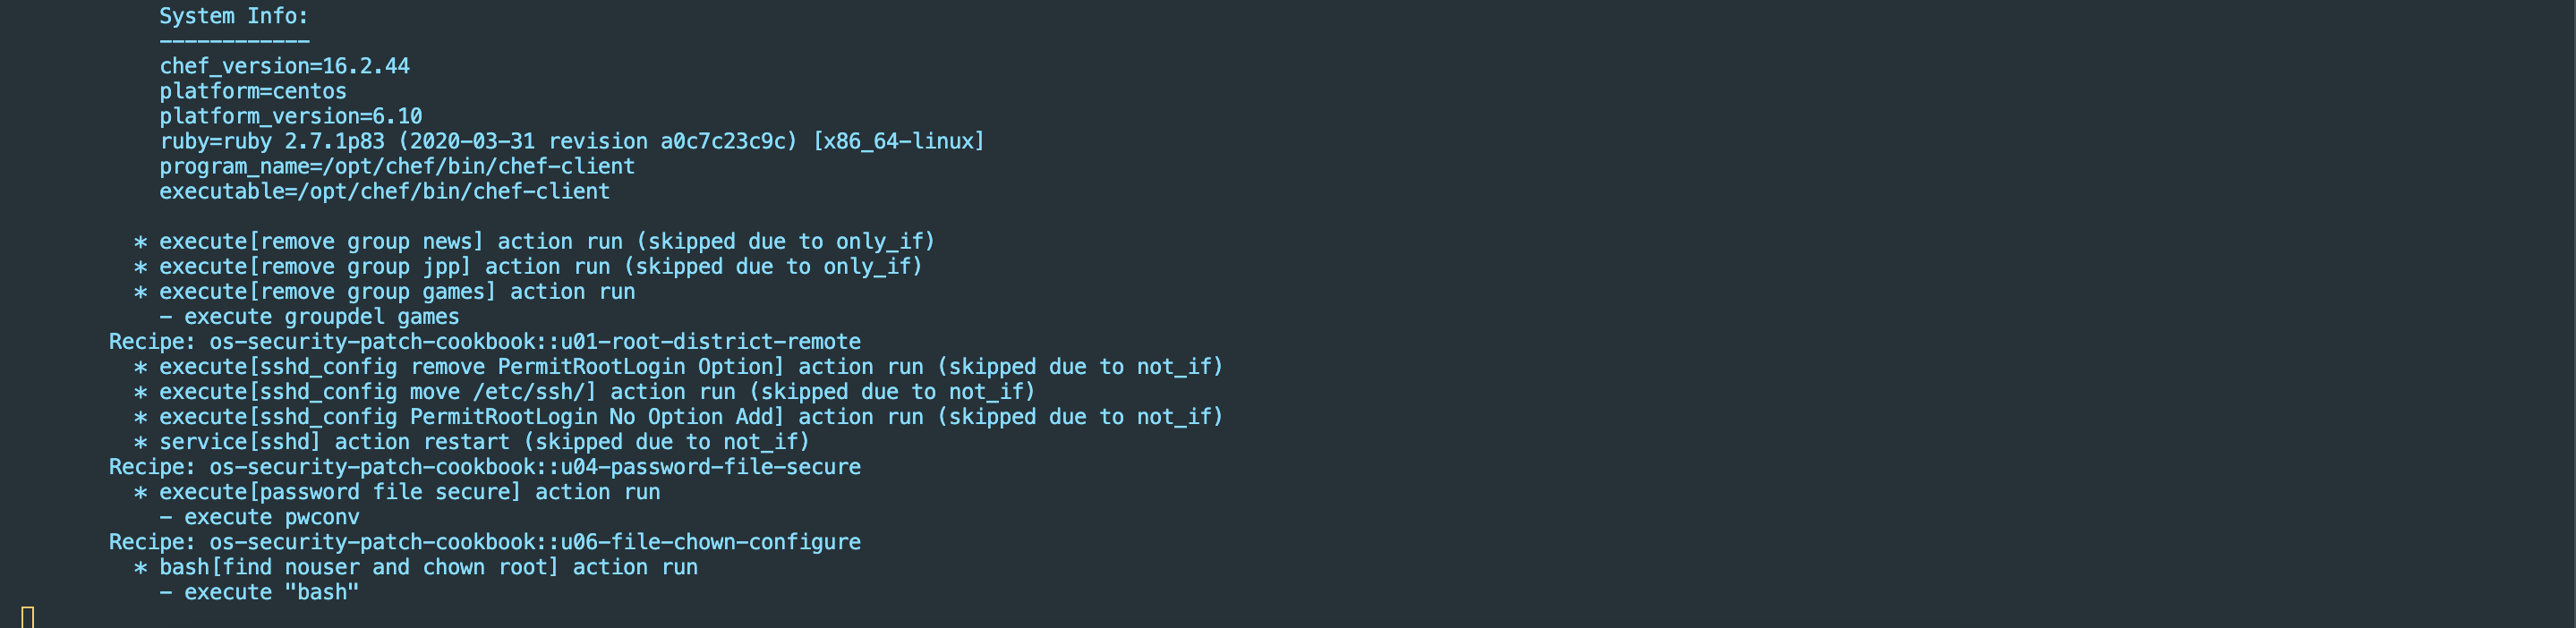 System Info:
------------
chef_version=16.2.44
platform=centos
platform_version=6.10
ruby=ruby 2.7.1p83 (2020-03-31 revision a0c7c23c9c) [x86_64-linux]
program_name=/opt/chef/bin/chef-client
executable=/opt/chef/bin/chef-client
* execute[remove group news] action run (skipped due to only_if)
* execute[remove group jpp] action run (skipped due to only_if)
* execute[remove group games] action run
- execute groupdel games
Recipe: os-security-patch-cookbook::u01-root-district-remote
* execute[sshd_config remove PermitRootLogin Option] action run (skipped due to not_if)
* execute[sshd_config move /etc/ssh/] action run (skipped due to not_if)
* execute[sshd_config PermitRootLogin No Option Add] action run (skipped due to not_if)
* service[sshd] action restart (skipped due to not_if)
Recipe: os-security-patch-cookbook::u04-password-file-secure
* execute[password file secure] action run
- execute pwconv
Recipe: os-security-patch-cookbook::u06-file-chown-configure
* bash[find nouser and chown root] action run
- execute "bash"